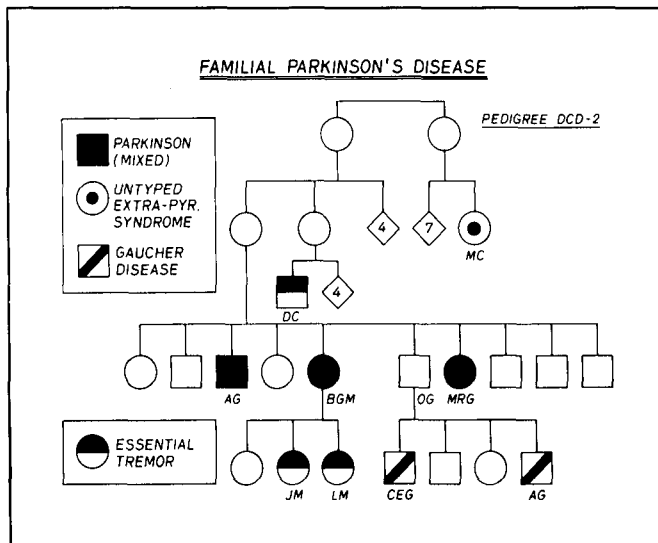 FAMILIAL PARKINSON'S DISEASE
PEDIGREE DCD-2
PARKINSON
(MIXED)
UNTYPED
EXTRA-PYR.
SYNDROME
GAUCHER
DISEASE
4
7
MC
4
DC
AG
BGM
OG
MRG
ESSENTIAL
TREMOR
JM
LM
CEG
AG